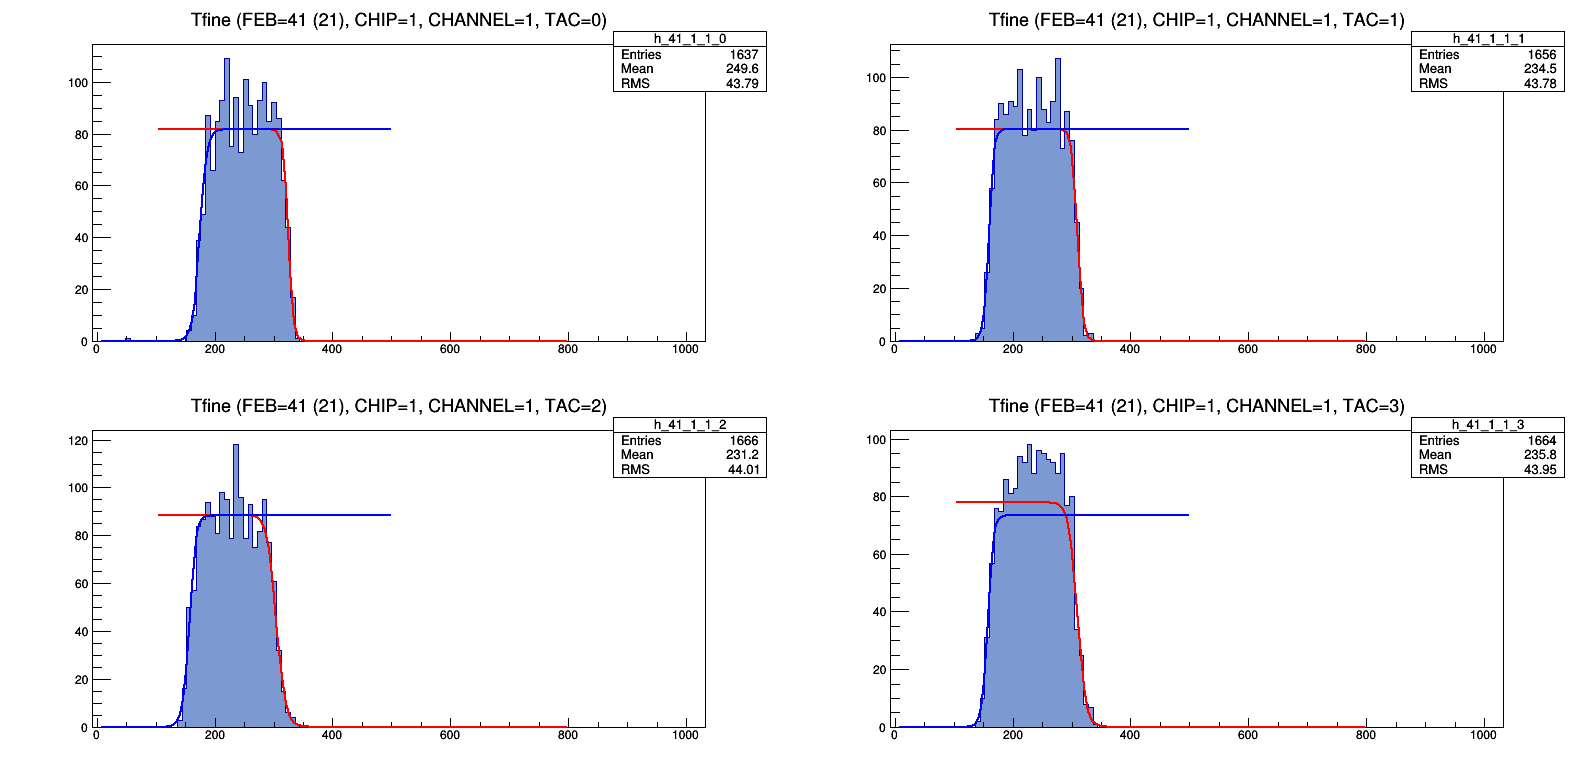 Tfine (FEB=41 (21), CHIP=1, CHANNEL=1, TAC=0)
h_41_1_1_0
Entries 1637
Mean 249.6
RMS 43.79
100
80
60
40
20
0
0 200 400 600 800 1000
Tfine (FEB=41 (21), CHIP=1, CHANNEL=1, TAC=1)
h_41_1_1_1
Entries 1656
Mean 234.5
RMS 43.78
100
80
60
40
20
0
0 200 400 600 800 1000
Tfine (FEB=41 (21), CHIP=1, CHANNEL=1, TAC=2)
h_41_1_1_2
Entries 1666
Mean 231.2
RMS 44.01
120
100
80
60
40
20
0
0 200 400 600 800 1000
Tfine (FEB=41 (21), CHIP=1, CHANNEL=1, TAC=3)
h_41_1_1_3
Entries 1664
Mean 235.8
RMS 43.95
100
80
60
40
20
0
0 200 400 600 800 1000